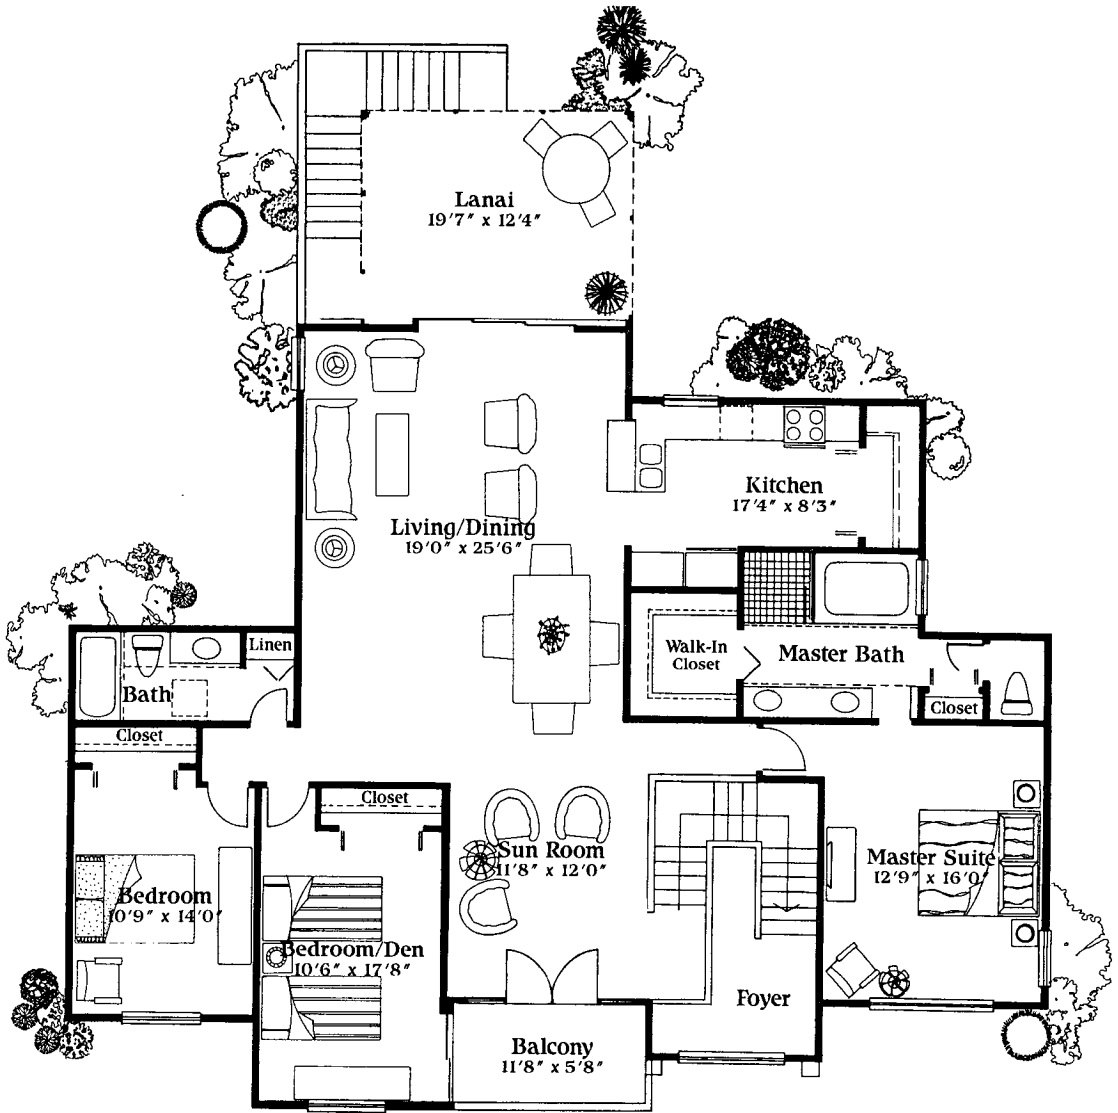 Lanai
19'7" x 12'4"
Kitchen
17'4" x 8'3"
Living/Dining
19'0" x 25'6"
Linen
Walk-In
Closet
Master Bath
Bath
Closet
Closet
Closet
Sun Room
11'8" x 12'0"
Master Suite
12'9" x 16'0"
Bedroom
10'9" x 14'0"
Bedroom/Den
10'6" x 17'8"
Foyer
Balcony
11'8" x 5'8"